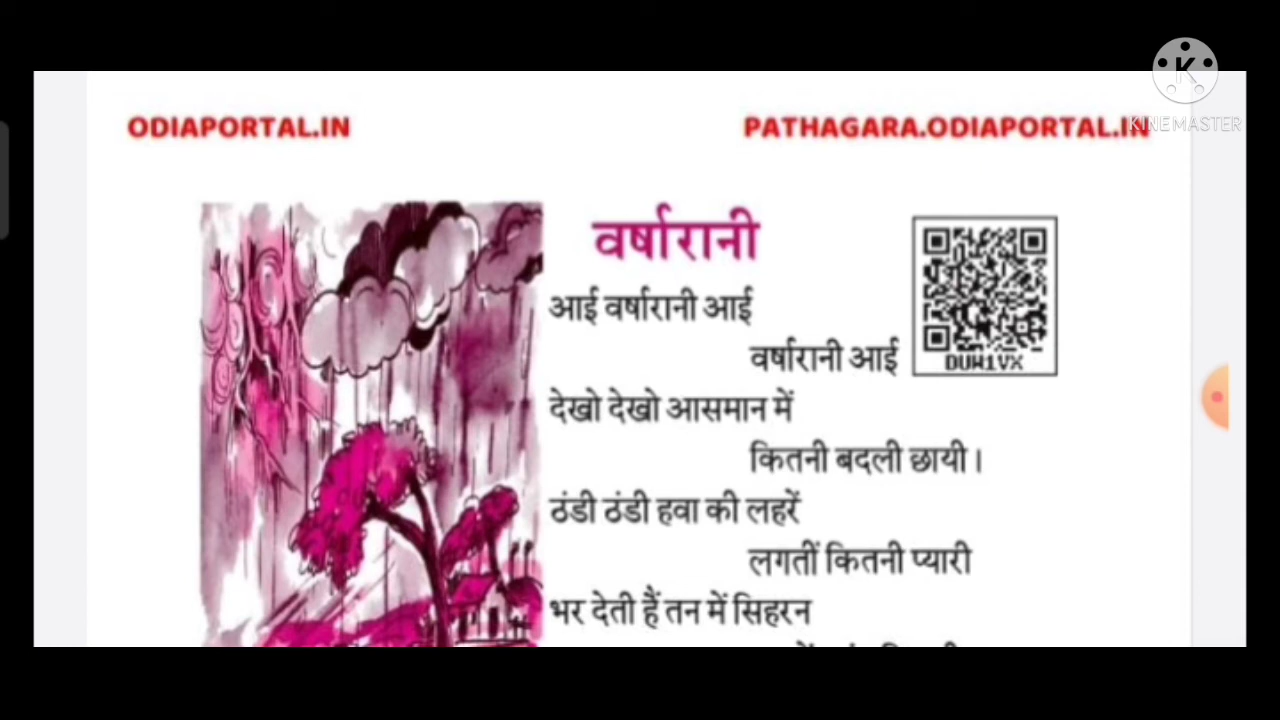 KINEMASTER
ODIAPORTAL.IN
PATHAGARA.ODIAPORTAL.IN
वर्षारानी
आई वर्षारानी आई
वर्षारानी आई
DUW1VX
देखो देखो आसमान में
कितनी बदली छायी।
ठंडी ठंडी हवा की लहरें
लगतीं कितनी प्यारी
भर देती हैं तन में सिहरन